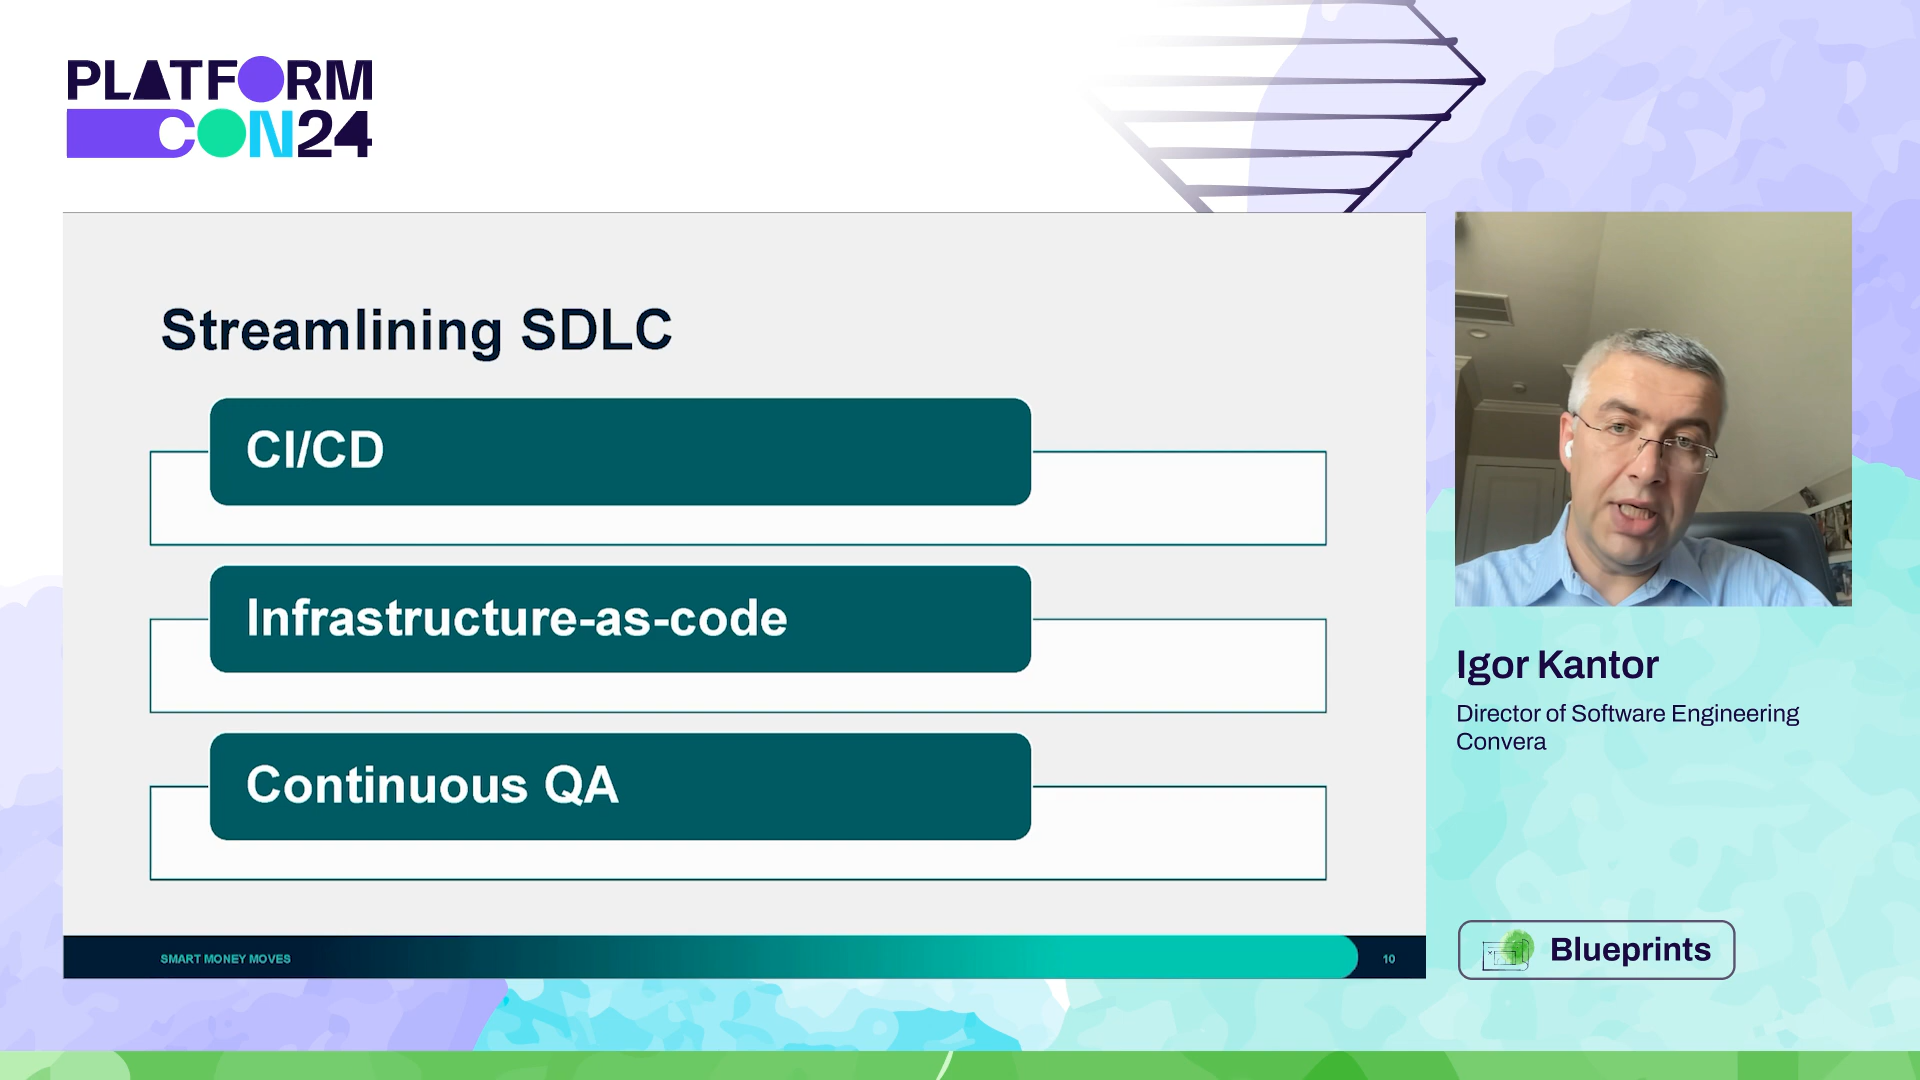 PLATFORM
CON24
Streamlining SDLC
CI/CD
Infrastructure-as-code
Continuous QA
SMART MONEY MOVES
10
Igor Kantor
Director of Software Engineering
Convera
Blueprints